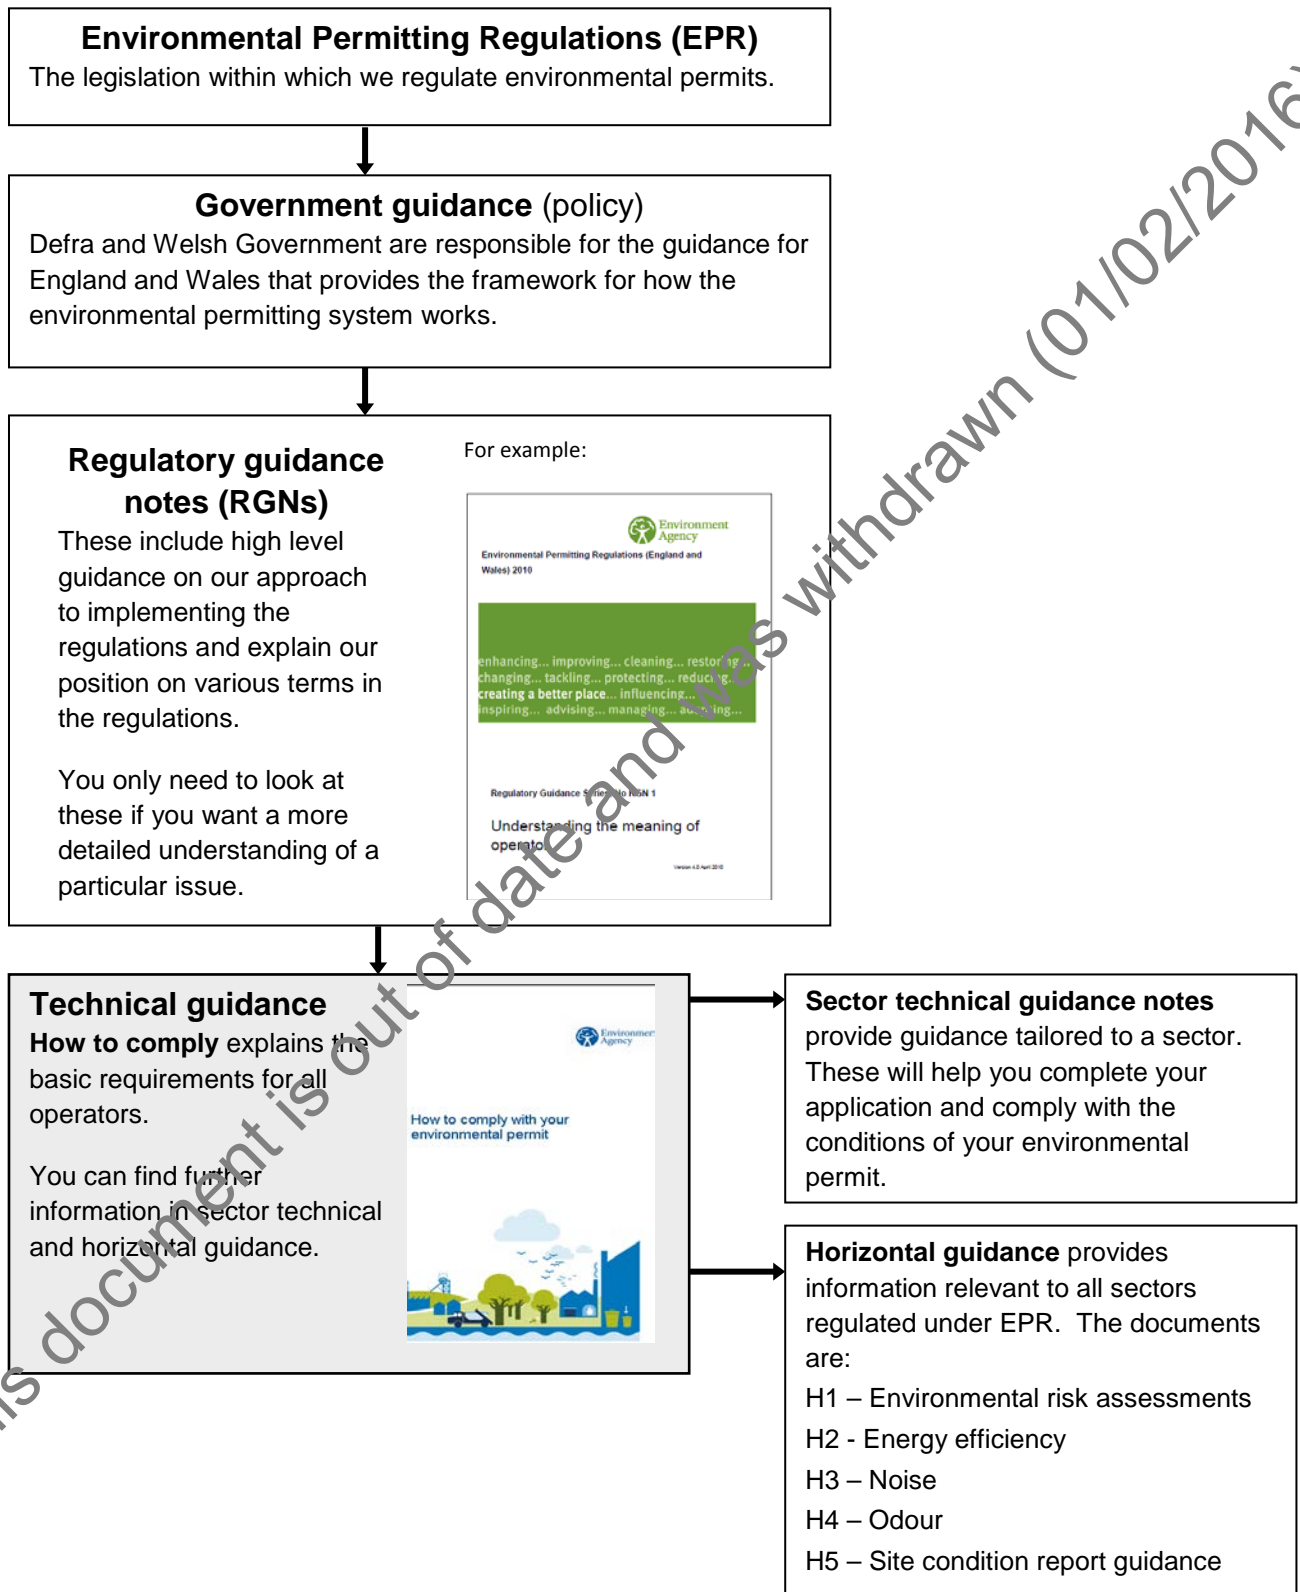 Environmental Permitting Regulations (EPR)
The legislation within which we regulate environmental permits.
Government guidance (policy)
Defra and Welsh Government are responsible for the guidance for
England and Wales that provides the framework for how the
environmental permitting system works.
Regulatory guidance
notes (RGNs)
These include high level
guidance on our approach
to implementing the
regulations and explain our
position on various terms in
the regulations.
You only need to look at
these if you want a more
detailed understanding of a
particular issue.
For example:
Environment
Agency
Environmental Permitting Regulations (England and
Wales) 2010
enhancing... improving... cleaning... restoring...
changing... tackling... protecting... reducing...
creating a better place... influencing...
inspiring... advising... managing...
Regulatory Guidance Series, No RGN 1
Understanding the meaning of
operator
Version 4.0 April 2010
Technical guidance
How to comply explains the
basic requirements for all
operators.
You can find further
information in sector technical
and horizontal guidance.
Environmen
Agency
How to comply with your
environmental permit
Sector technical guidance notes
provide guidance tailored to a sector.
These will help you complete your
application and comply with the
conditions of your environmental
permit.
Horizontal guidance provides
information relevant to all sectors
regulated under EPR. The documents
are:
H1 – Environmental risk assessments
H2 - Energy efficiency
H3 – Noise
H4 – Odour
H5 – Site condition report guidance
is document is out of date and was withdrawn (01/02/2016)